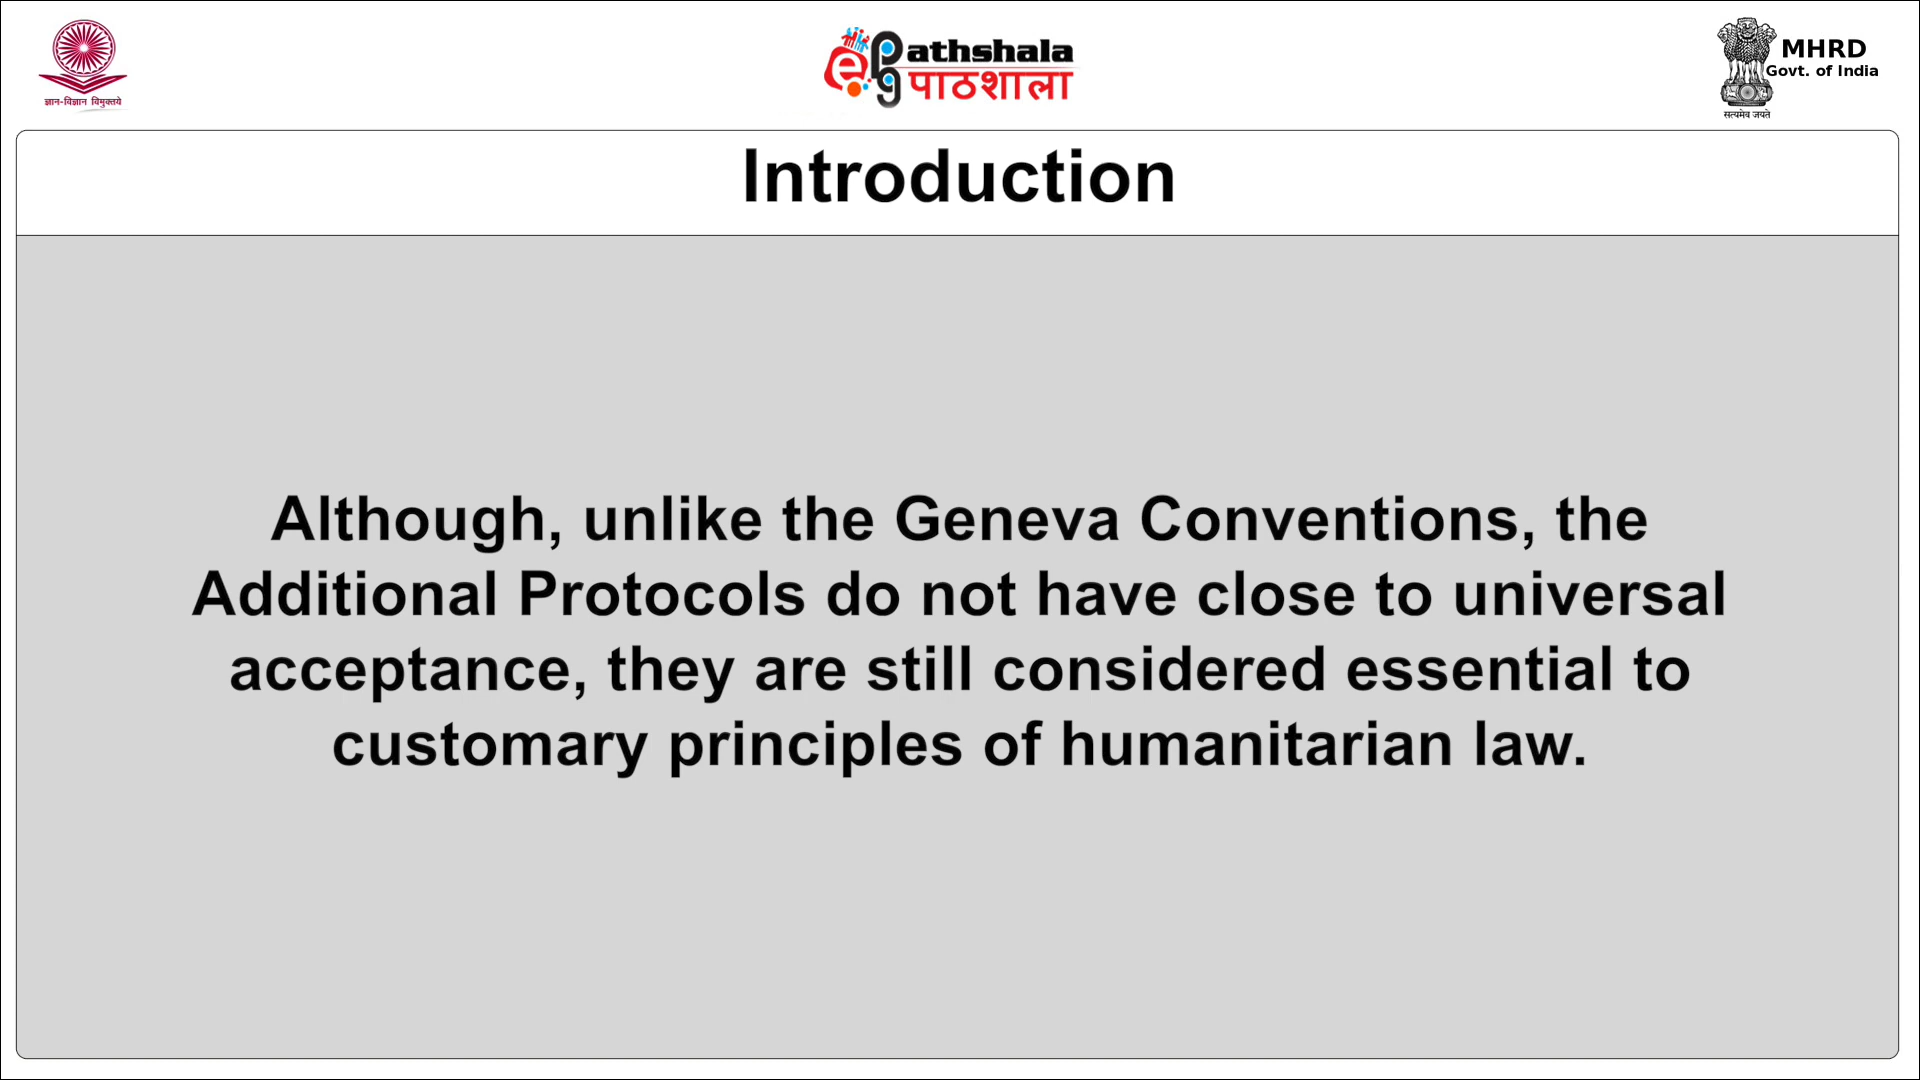 ज्ञान-विज्ञान विमुक्तये
ePathshala
पाठशाला
MHRD
Govt. of India
सत्यमेव जयते
Introduction
Although, unlike the Geneva Conventions, the
Additional Protocols do not have close to universal
acceptance, they are still considered essential to
customary principles of humanitarian law.